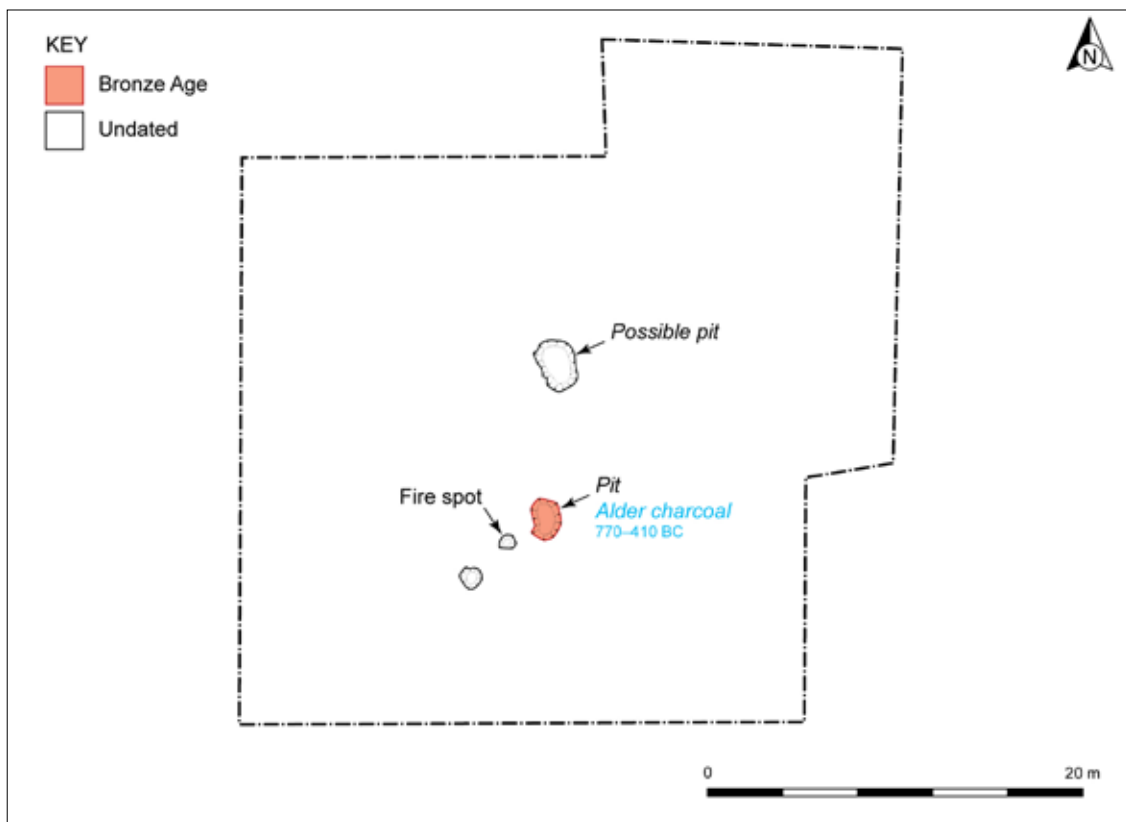 KEY
Bronze Age
Undated
N
Possible pit
Fire spot
Pit
Alder charcoal
770–410 BC
0
20 m